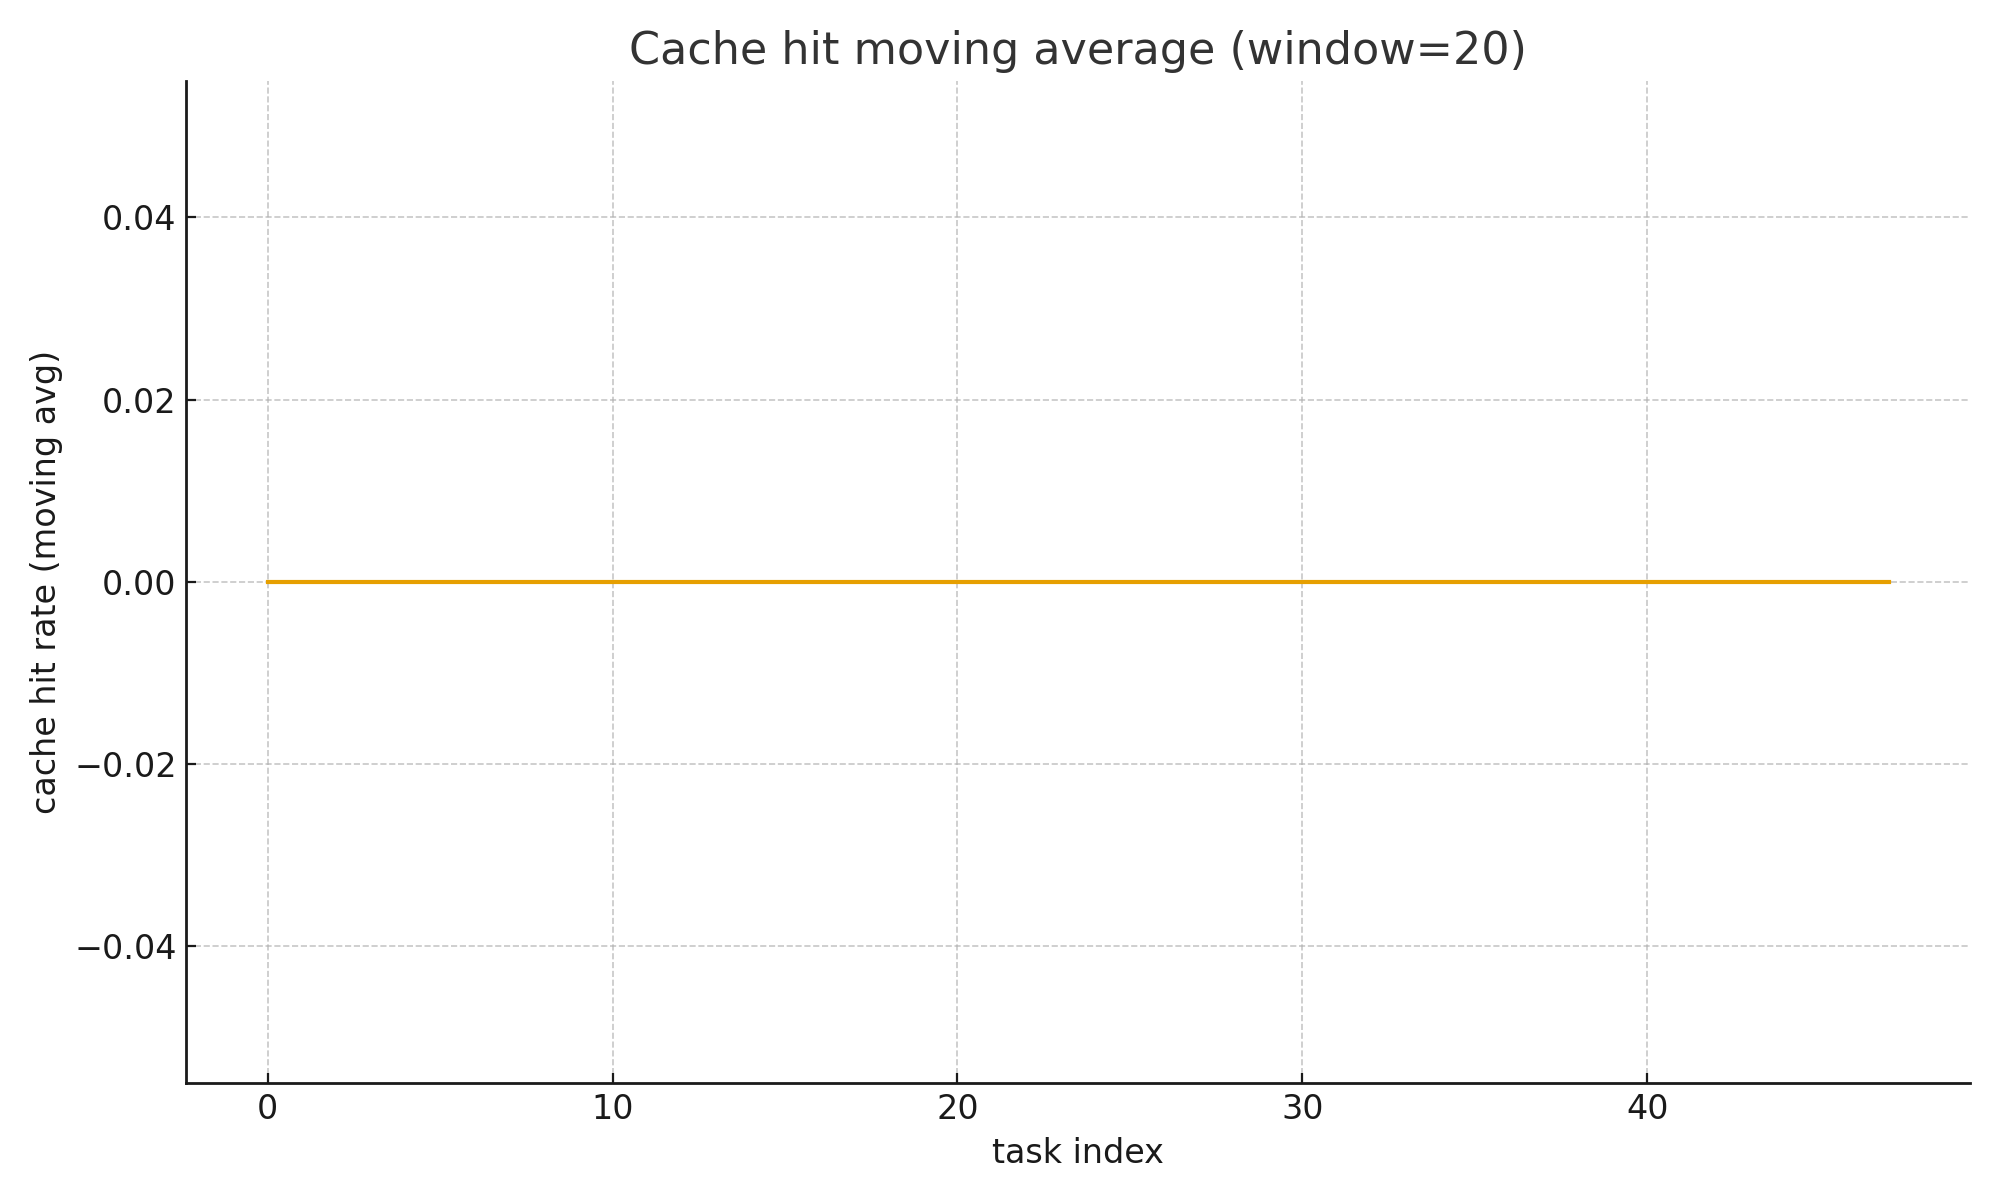 Cache hit moving average (window=20)
cache hit rate (moving avg)
0.04
0.02
0.00
−0.02
−0.04
0 10 20 30 40
task index